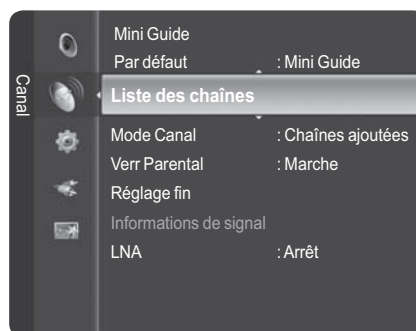 Canal
Mini Guide
Par défaut : Mini Guide
Liste des chaînes
Mode Canal : Chaînes ajoutées
Verr Parental : Marche
Réglage fin
Informations de signal
LNA : Arrêt